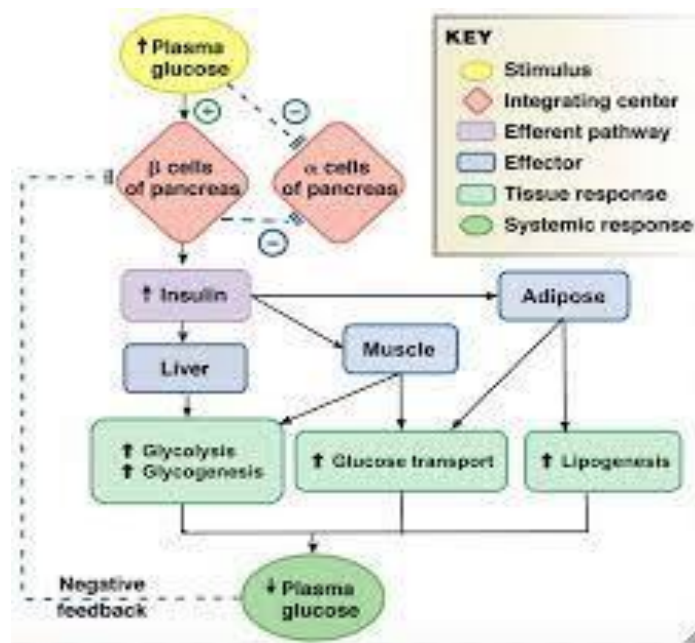 ↑ Plasma
glucose
+
−
β cells
of pancreas
α cells
of pancreas
−
↑ Insulin
Adipose
Liver
Muscle
↑ Glycolysis
↑ Glycogenesis
↑ Glucose transport
↑ Lipogenesis
↓ Plasma
glucose
Negative
feedback
KEY
Stimulus
Integrating center
Efferent pathway
Effector
Tissue response
Systemic response